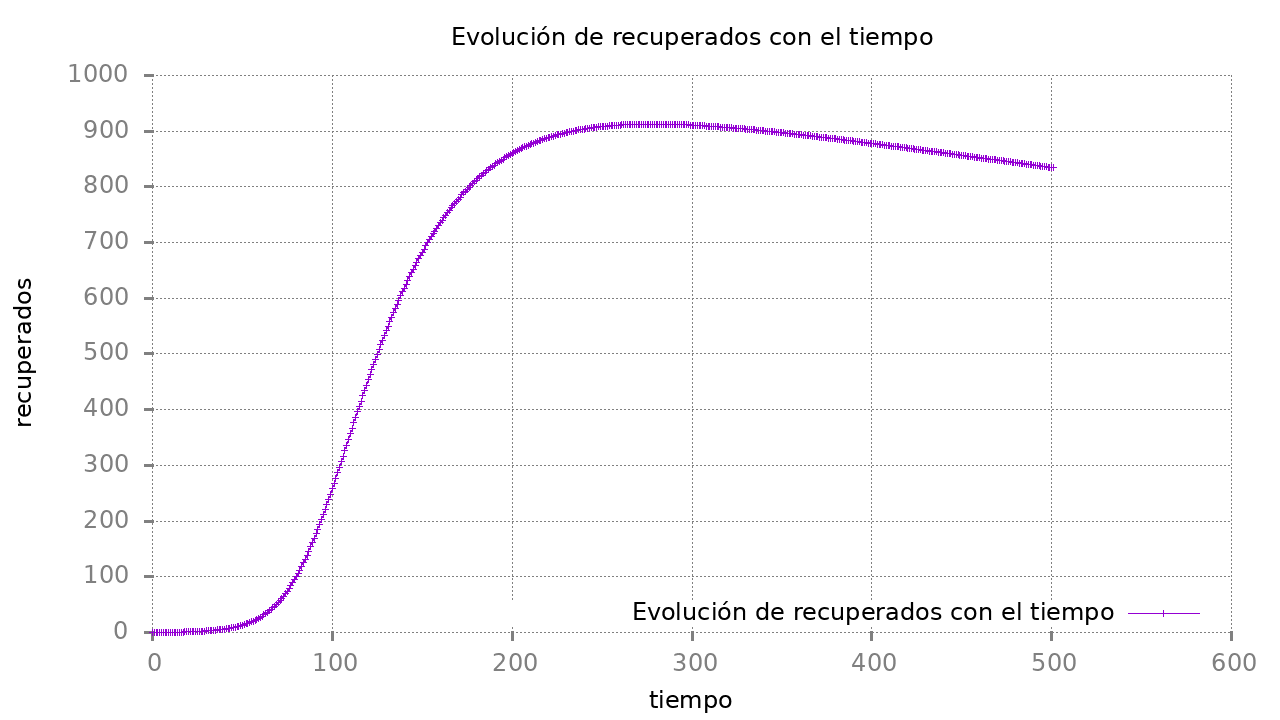 Evolución de recuperados con el tiempo
1000
900
800
700
600
500
400
300
200
100
0
recuperados
Evolución de recuperados con el tiempo
0 100 200 300 400 500 600
tiempo